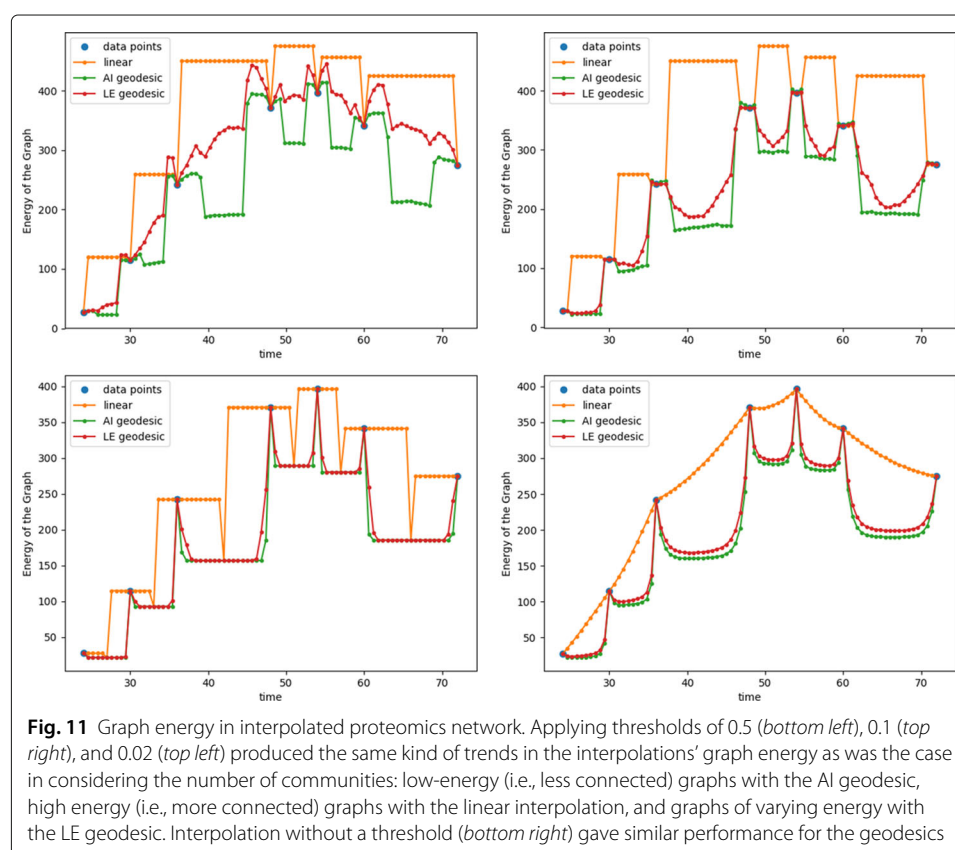 data points
linear
AI geodesic
LE geodesic
Energy of the Graph
400
300
200
100
0
30
40
50
60
70
time
data points
linear
AI geodesic
LE geodesic
Energy of the Graph
400
300
200
100
0
30
40
50
60
70
time
data points
linear
AI geodesic
LE geodesic
Energy of the Graph
400
350
300
250
200
150
100
50
30
40
50
60
70
time
data points
linear
AI geodesic
LE geodesic
Energy of the Graph
400
350
300
250
200
150
100
50
30
40
50
60
70
time
Fig. 11 Graph energy in interpolated proteomics network. Applying thresholds of 0.5 (bottom left), 0.1 (top
right), and 0.02 (top left) produced the same kind of trends in the interpolations' graph energy as was the case
in considering the number of communities: low-energy (i.e., less connected) graphs with the AI geodesic,
high energy (i.e., more connected) graphs with the linear interpolation, and graphs of varying energy with
the LE geodesic. Interpolation without a threshold (bottom right) gave similar performance for the geodesics